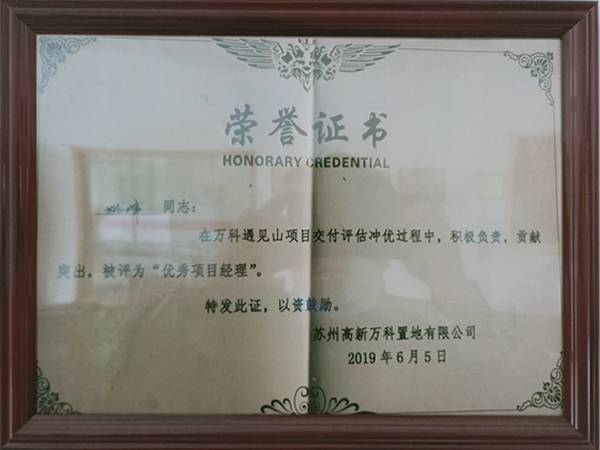 荣誉证书
HONORARY CREDENTIAL
同志：
在万科遇见山项目交付评估冲优过程中，积极负责，贡献
突出，被评为“优秀项目经理”。
特发此证，以资鼓励。
苏州高新万科置地有限公司
2019年6月5日